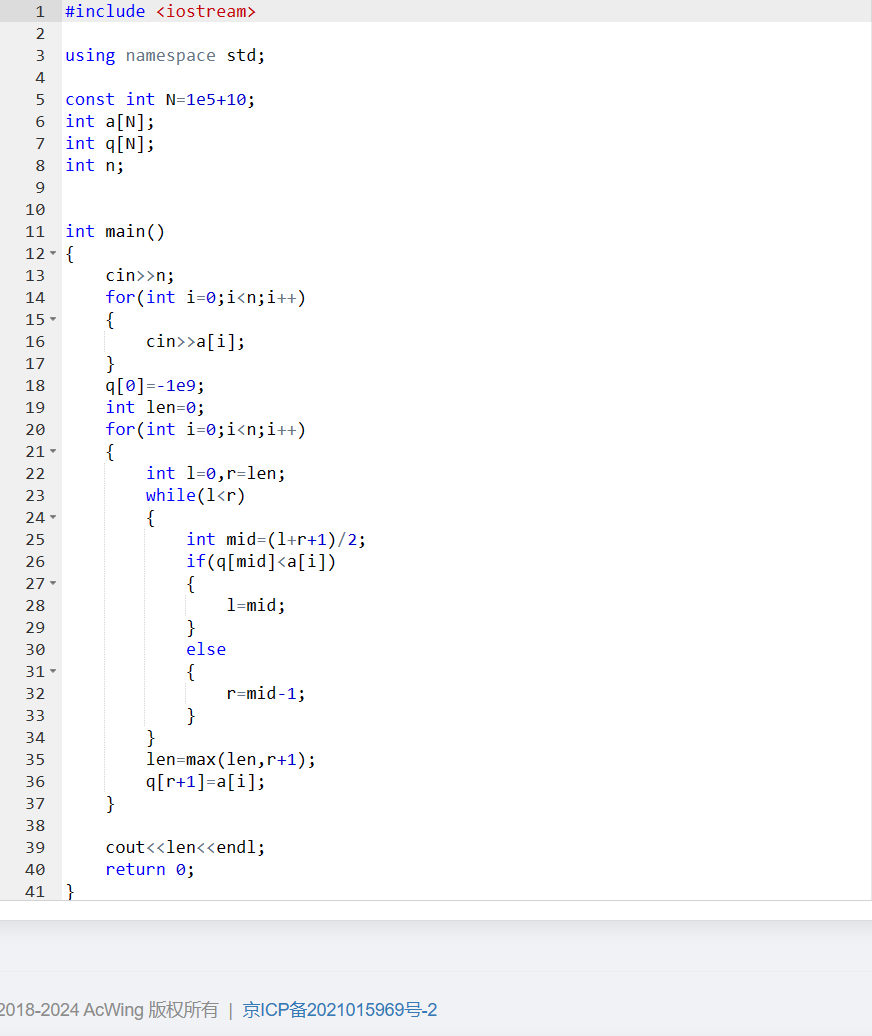 1 #include <iostream>
2
3 using namespace std;
4
5 const int N=1e5+10;
6 int a[N];
7 int q[N];
8 int n;
9
10
11 int main()
12 {
13     cin>>n;
14     for(int i=0;i<n;i++)
15     {
16         cin>>a[i];
17     }
18     q[0]=-1e9;
19     int len=0;
20     for(int i=0;i<n;i++)
21     {
22         int l=0,r=len;
23         while(l<r)
24         {
25             int mid=(l+r+1)/2;
26             if(q[mid]<a[i])
27             {
28                 l=mid;
29             }
30             else
31             {
32                 r=mid-1;
33             }
34         }
35         len=max(len,r+1);
36         q[r+1]=a[i];
37     }
38
39     cout<<len<<endl;
40     return 0;
41 }
2018-2024 AcWing 版权所有 | 京ICP备2021015969号-2